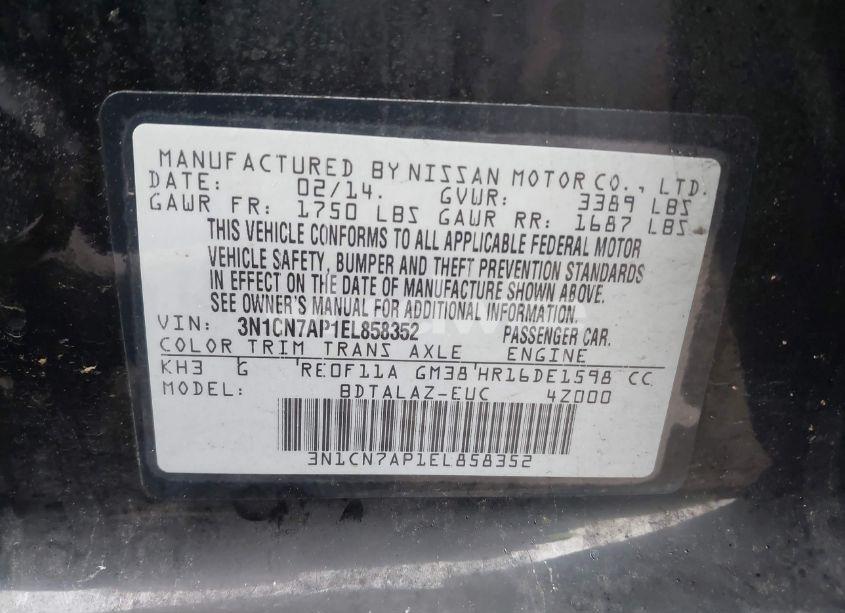 MANUFACTURED BY NISSAN MOTOR CO., LTD.
DATE: 02/14. GVWR: 3389 LBS
GAWR FR: 1750 LBS GAWR RR: 1687 LBS
THIS VEHICLE CONFORMS TO ALL APPLICABLE FEDERAL MOTOR
VEHICLE SAFETY, BUMPER AND THEFT PREVENTION STANDARDS
IN EFFECT ON THE DATE OF MANUFACTURE SHOWN ABOVE.
SEE OWNER'S MANUAL FOR ADDITIONAL INFORMATION.
VIN: 3N1CN7AP1EL858352 PASSENGER CAR.
COLOR TRIM TRANS AXLE ENGINE
KH3 G RE0F11A GM38 HR16DE1598 CC
MODEL: BDTALAZ-EUC 4Z000
3N1CN7AP1EL858352